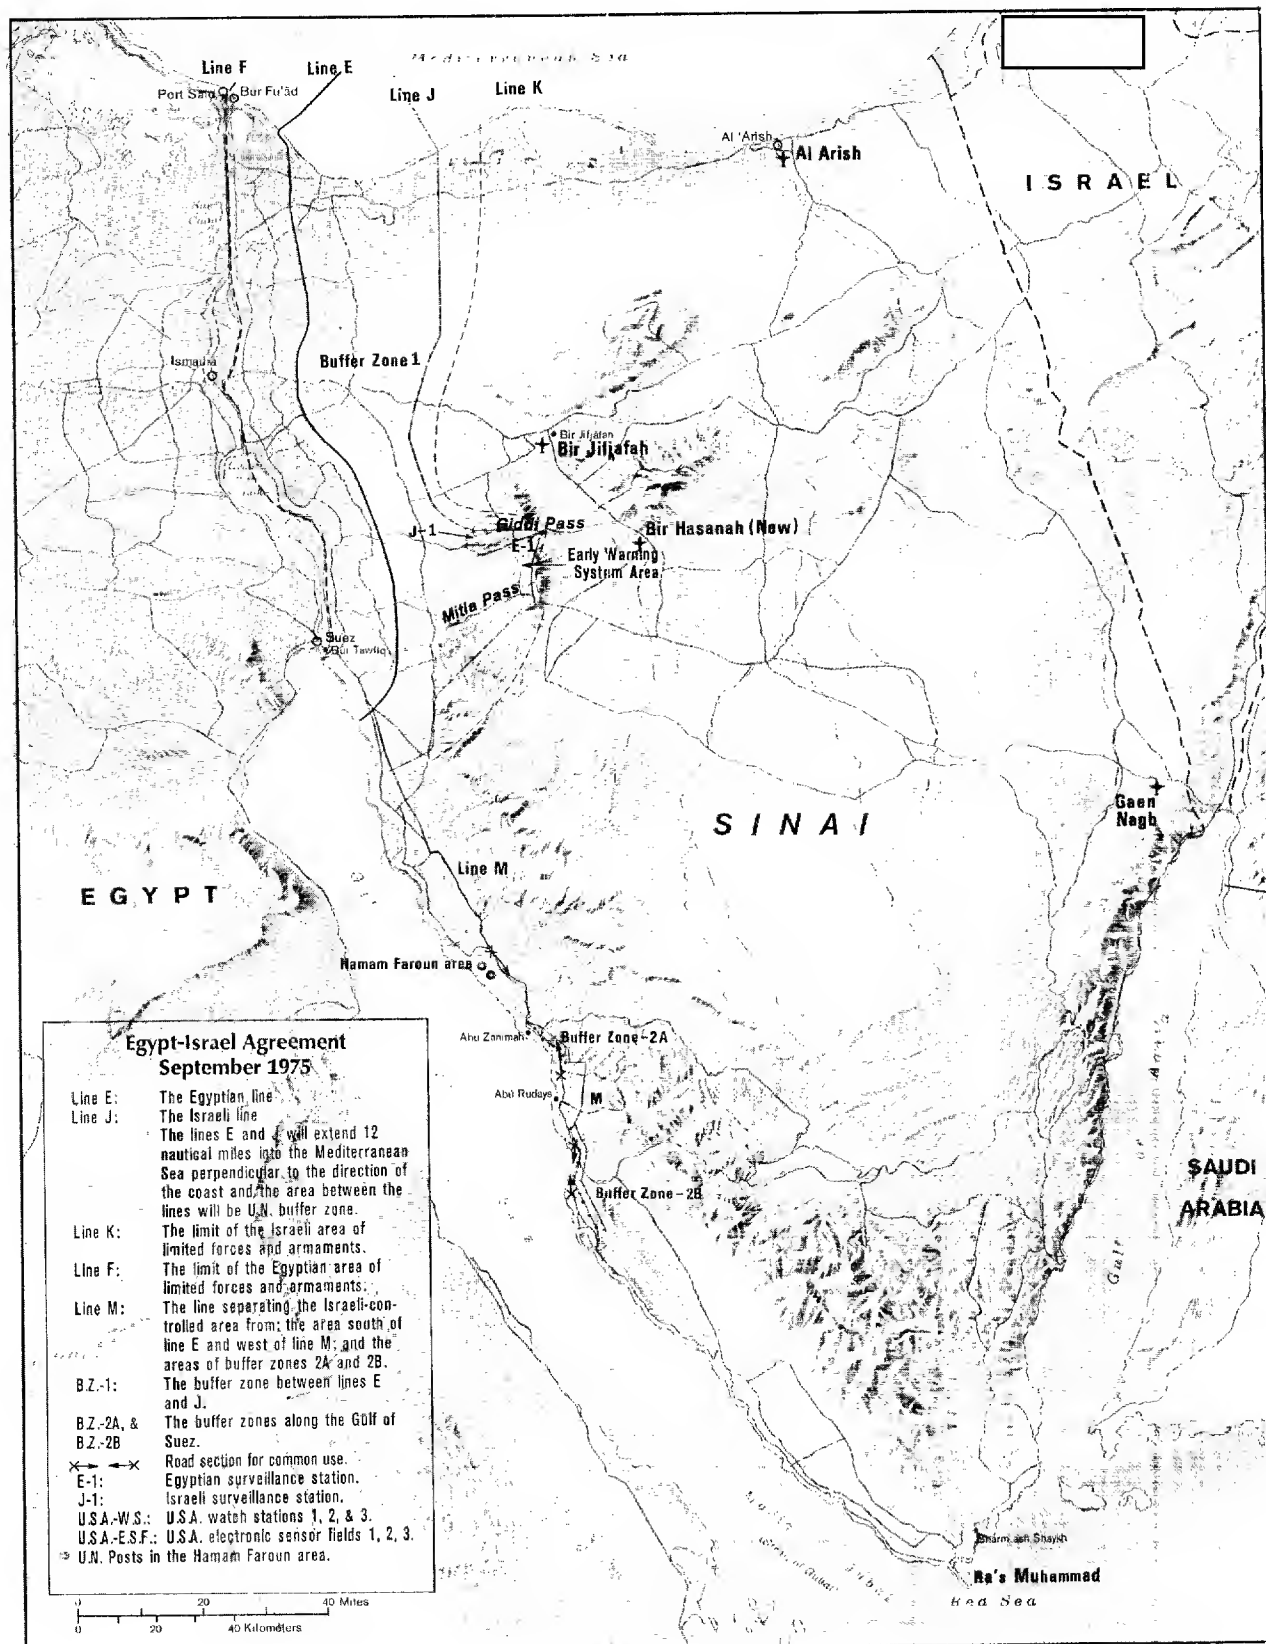 Mediterranean Sea
Line F
Line E
Line J
Line K
Port Said
Bur Fu'ād
Al 'Arish
Al Arish
ISRAEL
Ismailia
Buffer Zone 1
Bir Jifjafah
Bir Jifjafah
Giddi Pass
J-1
E-1
Bir Hasanah (New)
Early Warning
System Area
Mitla Pass
Suez
Bur Tawfiq
SINAI
Gaen
Nagb
EGYPT
Line M
Hamam Faroun area
Abu Zanimah
Buffer Zone-2A
Abu Rudays
M
Buffer Zone-2B
SAUDI
ARABIA
Gulf
Sharm ash Shaykh
Ra's Muhammad
Red Sea
Egypt-Israel Agreement
September 1975
Line E: The Egyptian line
Line J: The Israeli line
The lines E and J will extend 12
nautical miles into the Mediterranean
Sea perpendicular to the direction of
the coast and the area between the
lines will be U.N. buffer zone.
Line K: The limit of the Israeli area of
limited forces and armaments.
Line F: The limit of the Egyptian area of
limited forces and armaments.
Line M: The line separating the Israeli-con-
trolled area from: the area south of
line E and west of line M; and the
areas of buffer zones 2A and 2B.
B.Z.-1: The buffer zone between lines E
and J.
B.Z.-2A, & The buffer zones along the Gulf of
B.Z.-2B Suez.
Road section for common use.
E-1: Egyptian surveillance station.
J-1: Israeli surveillance station.
U.S.A.-W.S.: U.S.A. watch stations 1, 2, & 3.
U.S.A.-E.S.F.: U.S.A. electronic sensor fields 1, 2, 3.
U.N. Posts in the Hamam Faroun area.
0 20 40 Miles
0 20 40 Kilometers